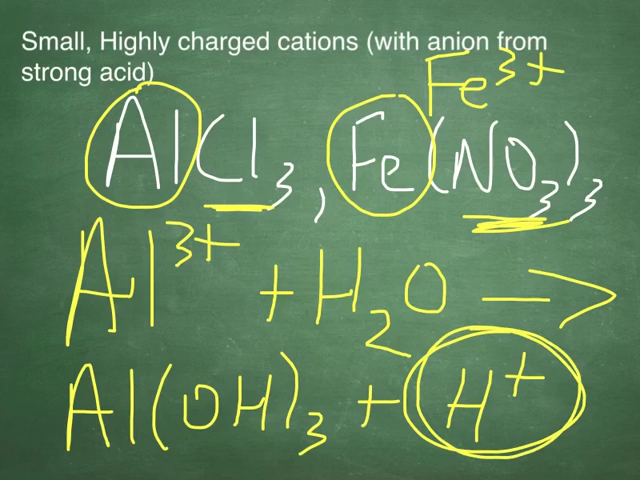 Small, Highly charged cations (with anion from
strong acid)
Fe³⁺
AlCl₃, Fe(NO₃)₃
Al³⁺ + H₂O →
Al(OH)₃ + H⁺